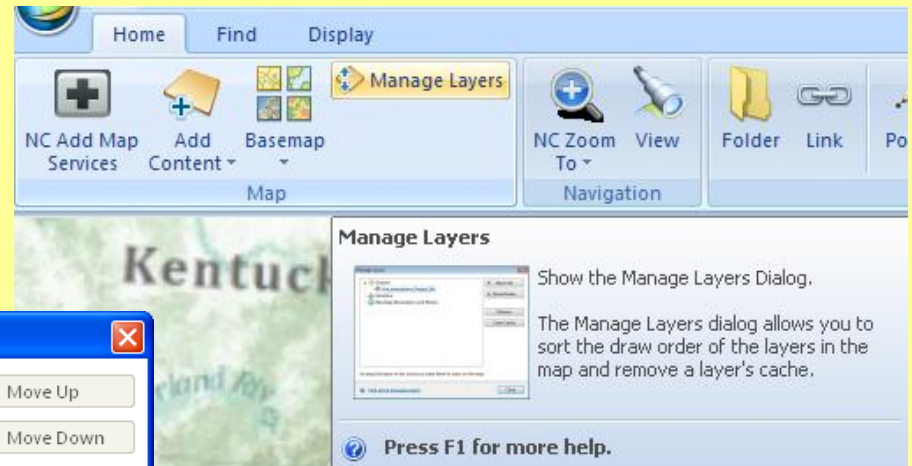 Home Find Display
Manage Layers
NC Add Map Services
Add Content
Basemap
NC Zoom To
View
Folder
Link
Map
Navigation
Manage Layers
Show the Manage Layers Dialog.
The Manage Layers dialog allows you to
sort the draw order of the layers in the
map and remove a layer's cache.
Press F1 for more help.
Move Up
Move Down